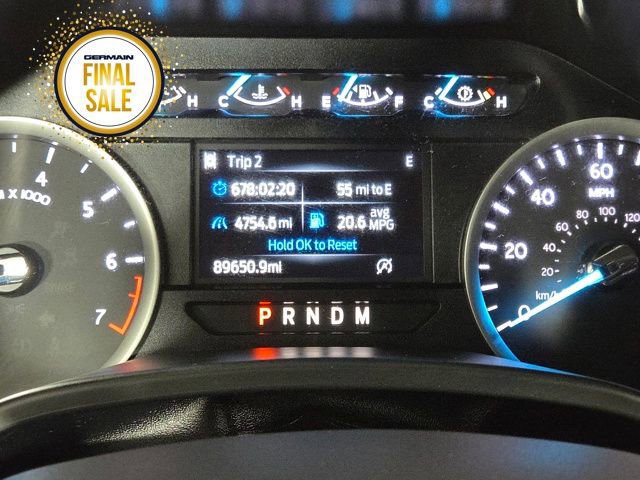 GERMAIN
FINAL
SALE
H
C H
E F
C H
Trip 2 E
678:02:20 55 mi to E
4754.6 mi 20.6 avg MPG
Hold OK to Reset
89650.9mi
P R N D M
4
X 1000
5
6
7
60
MPH
40
20
0
120
100
80
60
40
20
km/